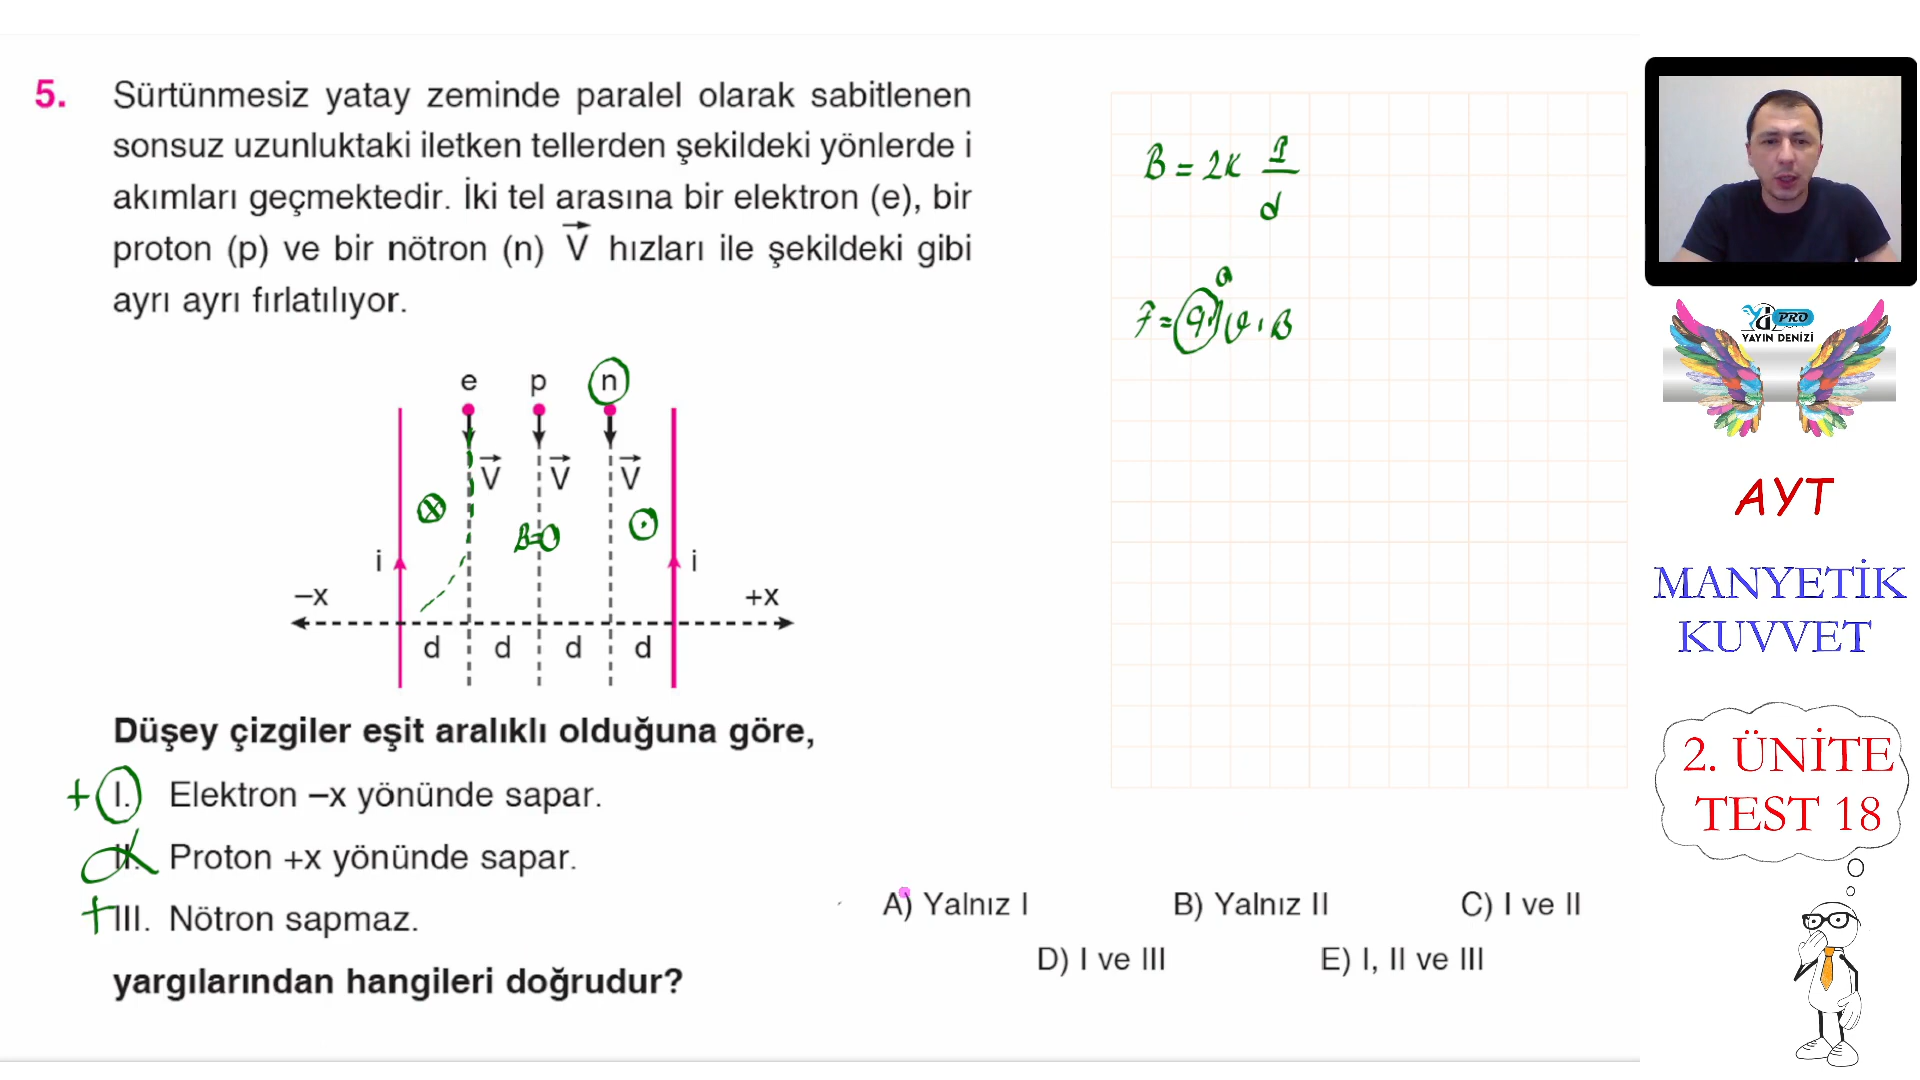 5. Sürtünmesiz yatay zeminde paralel olarak sabitlenen
sonsuz uzunluktaki iletken tellerden şekildeki yönlerde i
akımları geçmektedir. İki tel arasına bir elektron (e), bir
proton (p) ve bir nötron (n) V hızları ile şekildeki gibi
ayrı ayrı fırlatılıyor.
e p n
V V V
B=0
i i
–x +x
d d d d
Düşey çizgiler eşit aralıklı olduğuna göre,
+ I. Elektron –x yönünde sapar.
II. Proton +x yönünde sapar.
+ III. Nötron sapmaz.
yargılarından hangileri doğrudur?
A) Yalnız I B) Yalnız II C) I ve II
D) I ve III E) I, II ve III
B = 2K
d
PRO
YAYIN DENİZİ
AYT
MANYETİK
KUVVET
2. ÜNİTE
TEST 18